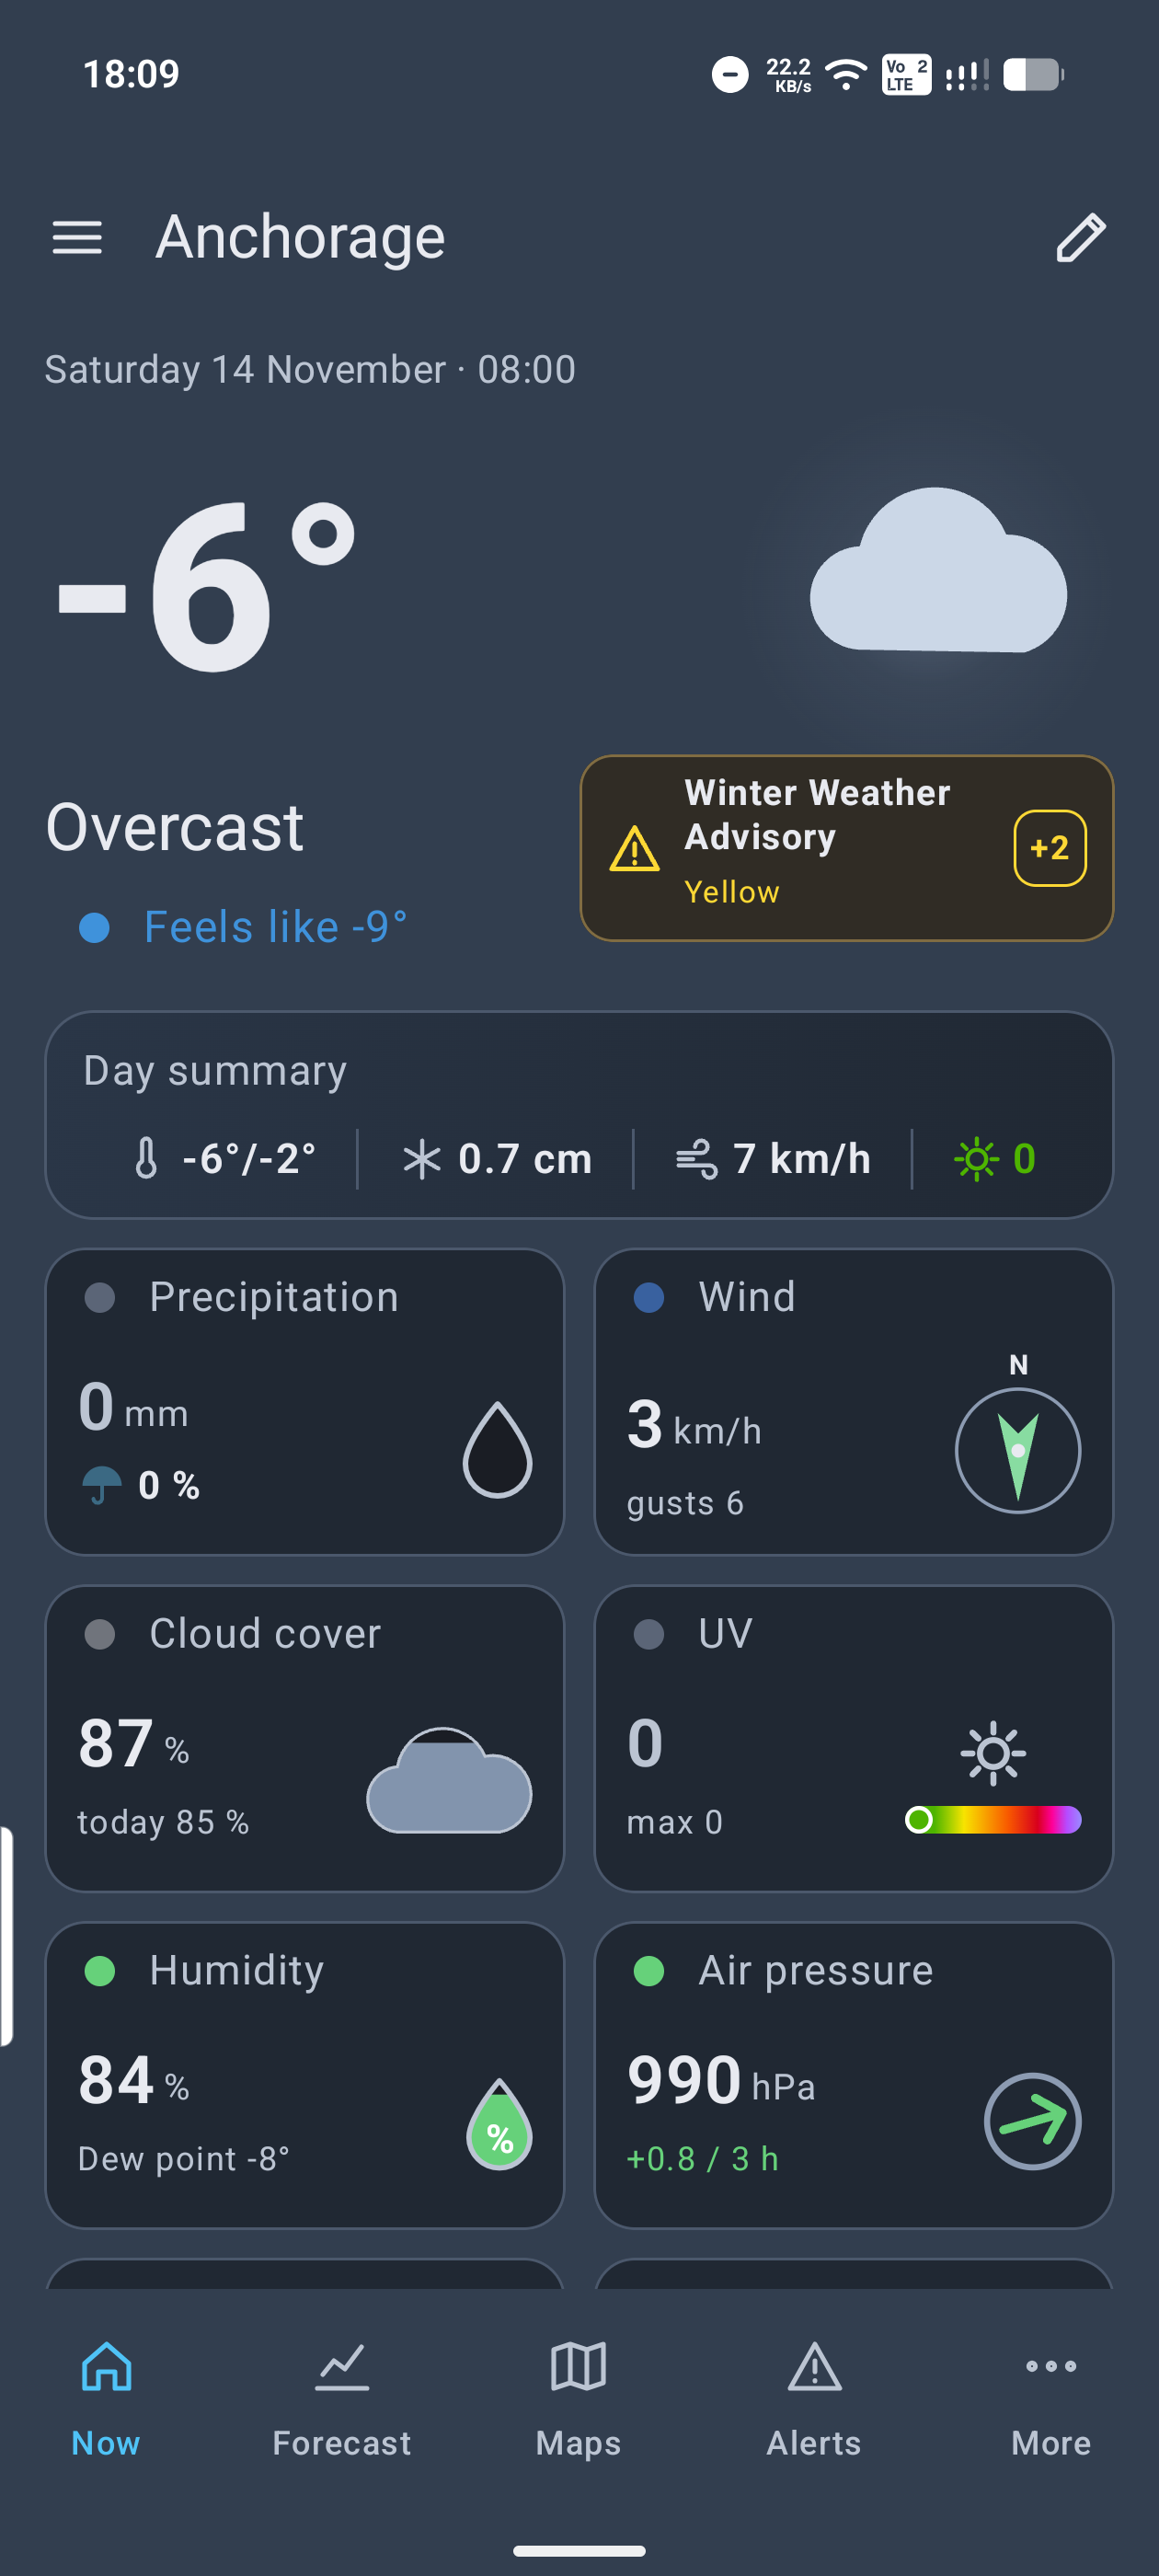 18:09
22.2
KB/s
Vo 2
LTE
Anchorage
Saturday 14 November · 08:00
-6°
Overcast
Feels like -9°
Winter Weather
Advisory
Yellow
+2
Day summary
-6°/-2°
0.7 cm
7 km/h
0
Precipitation
0 mm
0 %
Wind
N
3 km/h
gusts 6
Cloud cover
87 %
today 85 %
UV
0
max 0
Humidity
84 %
Dew point -8°
%
Air pressure
990 hPa
+0.8 / 3 h
Now
Forecast
Maps
Alerts
More